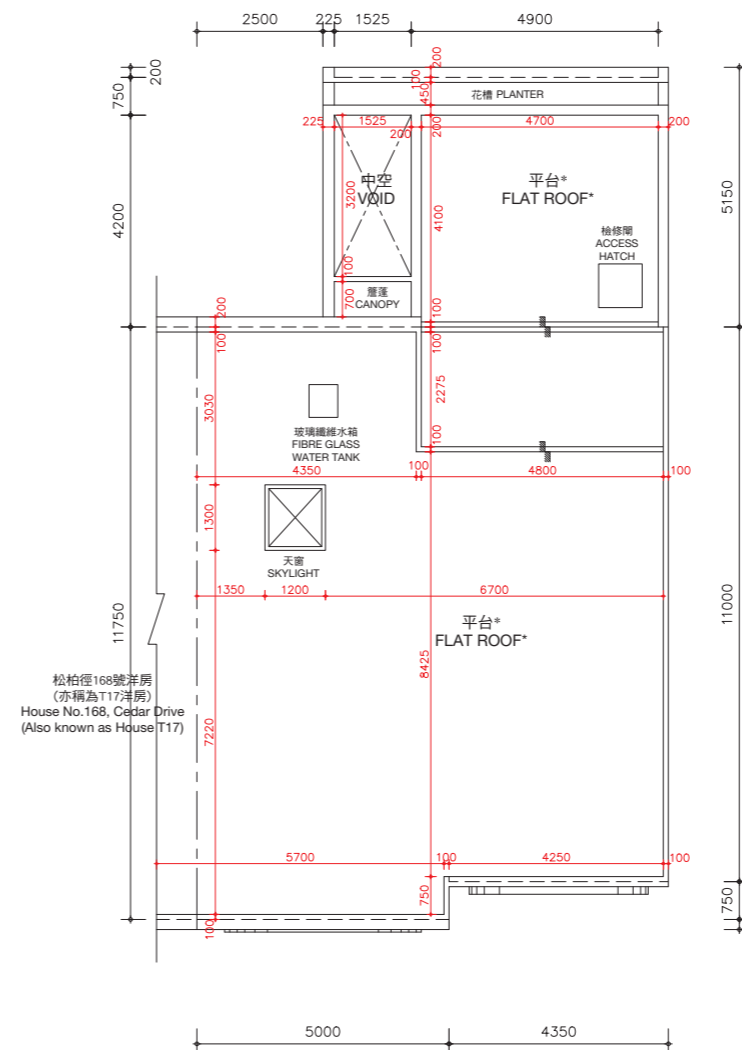 2500
225
1525
4900
200
750
200
100
450
花槽 PLANTER
225
1525
200
200
4700
200
中空
VOID
平台*
FLAT ROOF*
3200
4100
4200
5150
檢修閘
ACCESS
HATCH
100
簷蓬
CANOPY
700
200
100
100
100
3030
2275
玻璃纖維水箱
FIBRE GLASS
WATER TANK
100
4350
100
4800
100
1300
天窗
SKYLIGHT
1350
1200
6700
11750
11000
平台*
FLAT ROOF*
8425
松柏徑168號洋房
(亦稱為T17洋房)
House No.168, Cedar Drive
(Also known as House T17)
7220
5700
100
4250
100
750
750
100
5000
4350